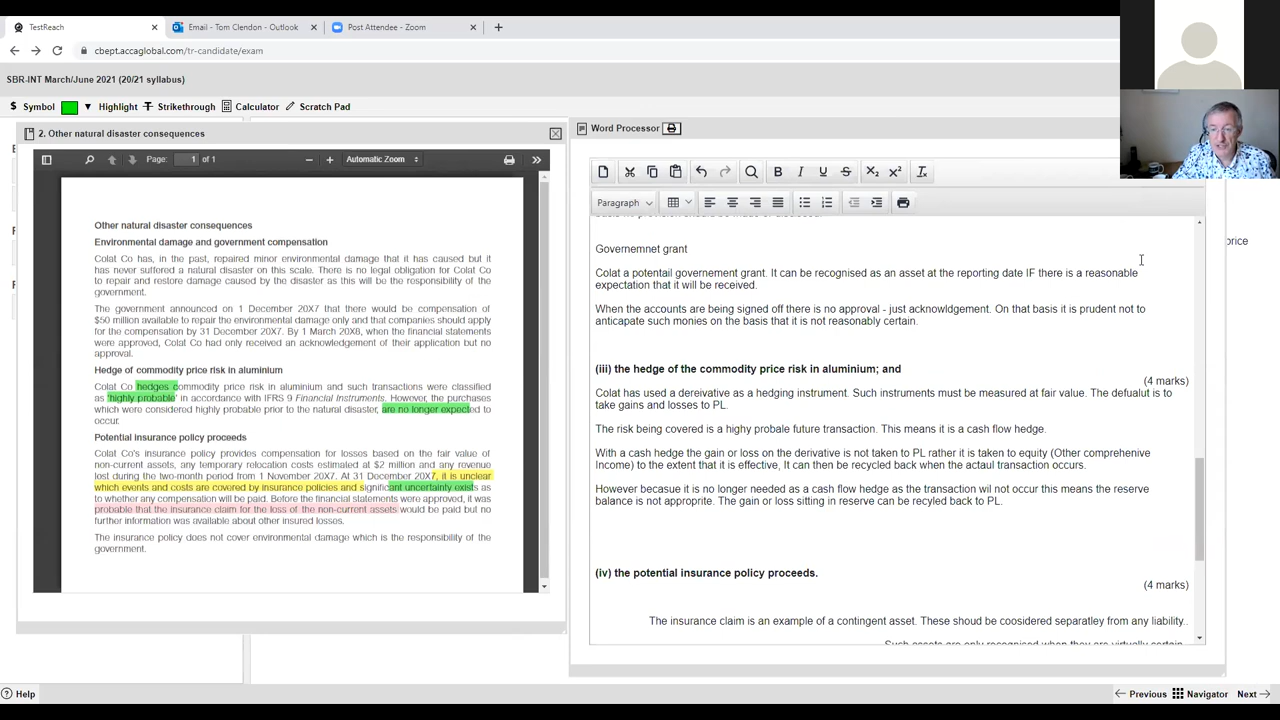 TestReach
Email - Tom Clendon - Outlook
Post Attendee - Zoom
cbept.accaglobal.com/tr-candidate/exam
SBR-INT March/June 2021 (20/21 syllabus)
$ Symbol
Highlight
Strikethrough
Calculator
Scratch Pad
2. Other natural disaster consequences
Page: 1 of 1
Automatic Zoom
Other natural disaster consequences
Environmental damage and government compensation
Colat Co has, in the past, repaired minor environmental damage that it has caused but it
has never suffered a natural disaster on this scale. There is no legal obligation for Colat Co
to repair and restore damage caused by the disaster as this will be the responsibility of the
government.
The government announced on 1 December 20X7 that there would be compensation of
$50 million available to repair the environmental damage only and that companies should apply
for the compensation by 31 December 20X7. By 1 March 20X8, when the financial statements
were approved, Colat Co had only received an acknowledgement of their application but no
approval.
Hedge of commodity price risk in aluminium
Colat Co hedges commodity price risk in aluminium and such transactions were classified
as 'highly probable' in accordance with IFRS 9 Financial Instruments. However, the purchases
which were considered highly probable prior to the natural disaster, are no longer expected to
occur.
Potential insurance policy proceeds
Colat Co's insurance policy provides compensation for losses based on the fair value of
non-current assets, any temporary relocation costs estimated at $2 million and any revenue
lost during the two-month period from 1 November 20X7. At 31 December 20X7, it is unclear
which events and costs are covered by insurance policies and significant uncertainty exists as
to whether any compensation will be paid. Before the financial statements were approved, it was
probable that the insurance claim for the loss of the non-current assets would be paid but no
further information was available about other insured losses.
The insurance policy does not cover environmental damage which is the responsibility of the
government.
Word Processor
B I U S X₂ X² Tx
Paragraph
Governemnet grant
Colat a potentail governement grant. It can be recognised as an asset at the reporting date IF there is a reasonable
expectation that it will be received.
When the accounts are being signed off there is no approval - just acknowldgement. On that basis it is prudent not to
anticapate such monies on the basis that it is not reasonably certain.
(iii) the hedge of the commodity price risk in aluminium; and
(4 marks)
Colat has used a dereivative as a hedging instrument. Such instruments must be measured at fair value. The defualut is to
take gains and losses to PL.
The risk being covered is a highy probale future transaction. This means it is a cash flow hedge.
With a cash hedge the gain or loss on the derivative is not taken to PL rather it is taken to equity (Other comprehensive
Income) to the extent that it is effective, It can then be recycled back when the actaul transaction occurs.
However becasue it is no longer needed as a cash flow hedge as the transaction wil not occur this means the reserve
balance is not approprite. The gain or loss sitting in reserve can be recyled back to PL.
(iv) the potential insurance policy proceeds.
(4 marks)
The insurance claim is an example of a contingent asset. These shoud be coosidered separatley from any liability..
rice
Help
Previous
Navigator
Next